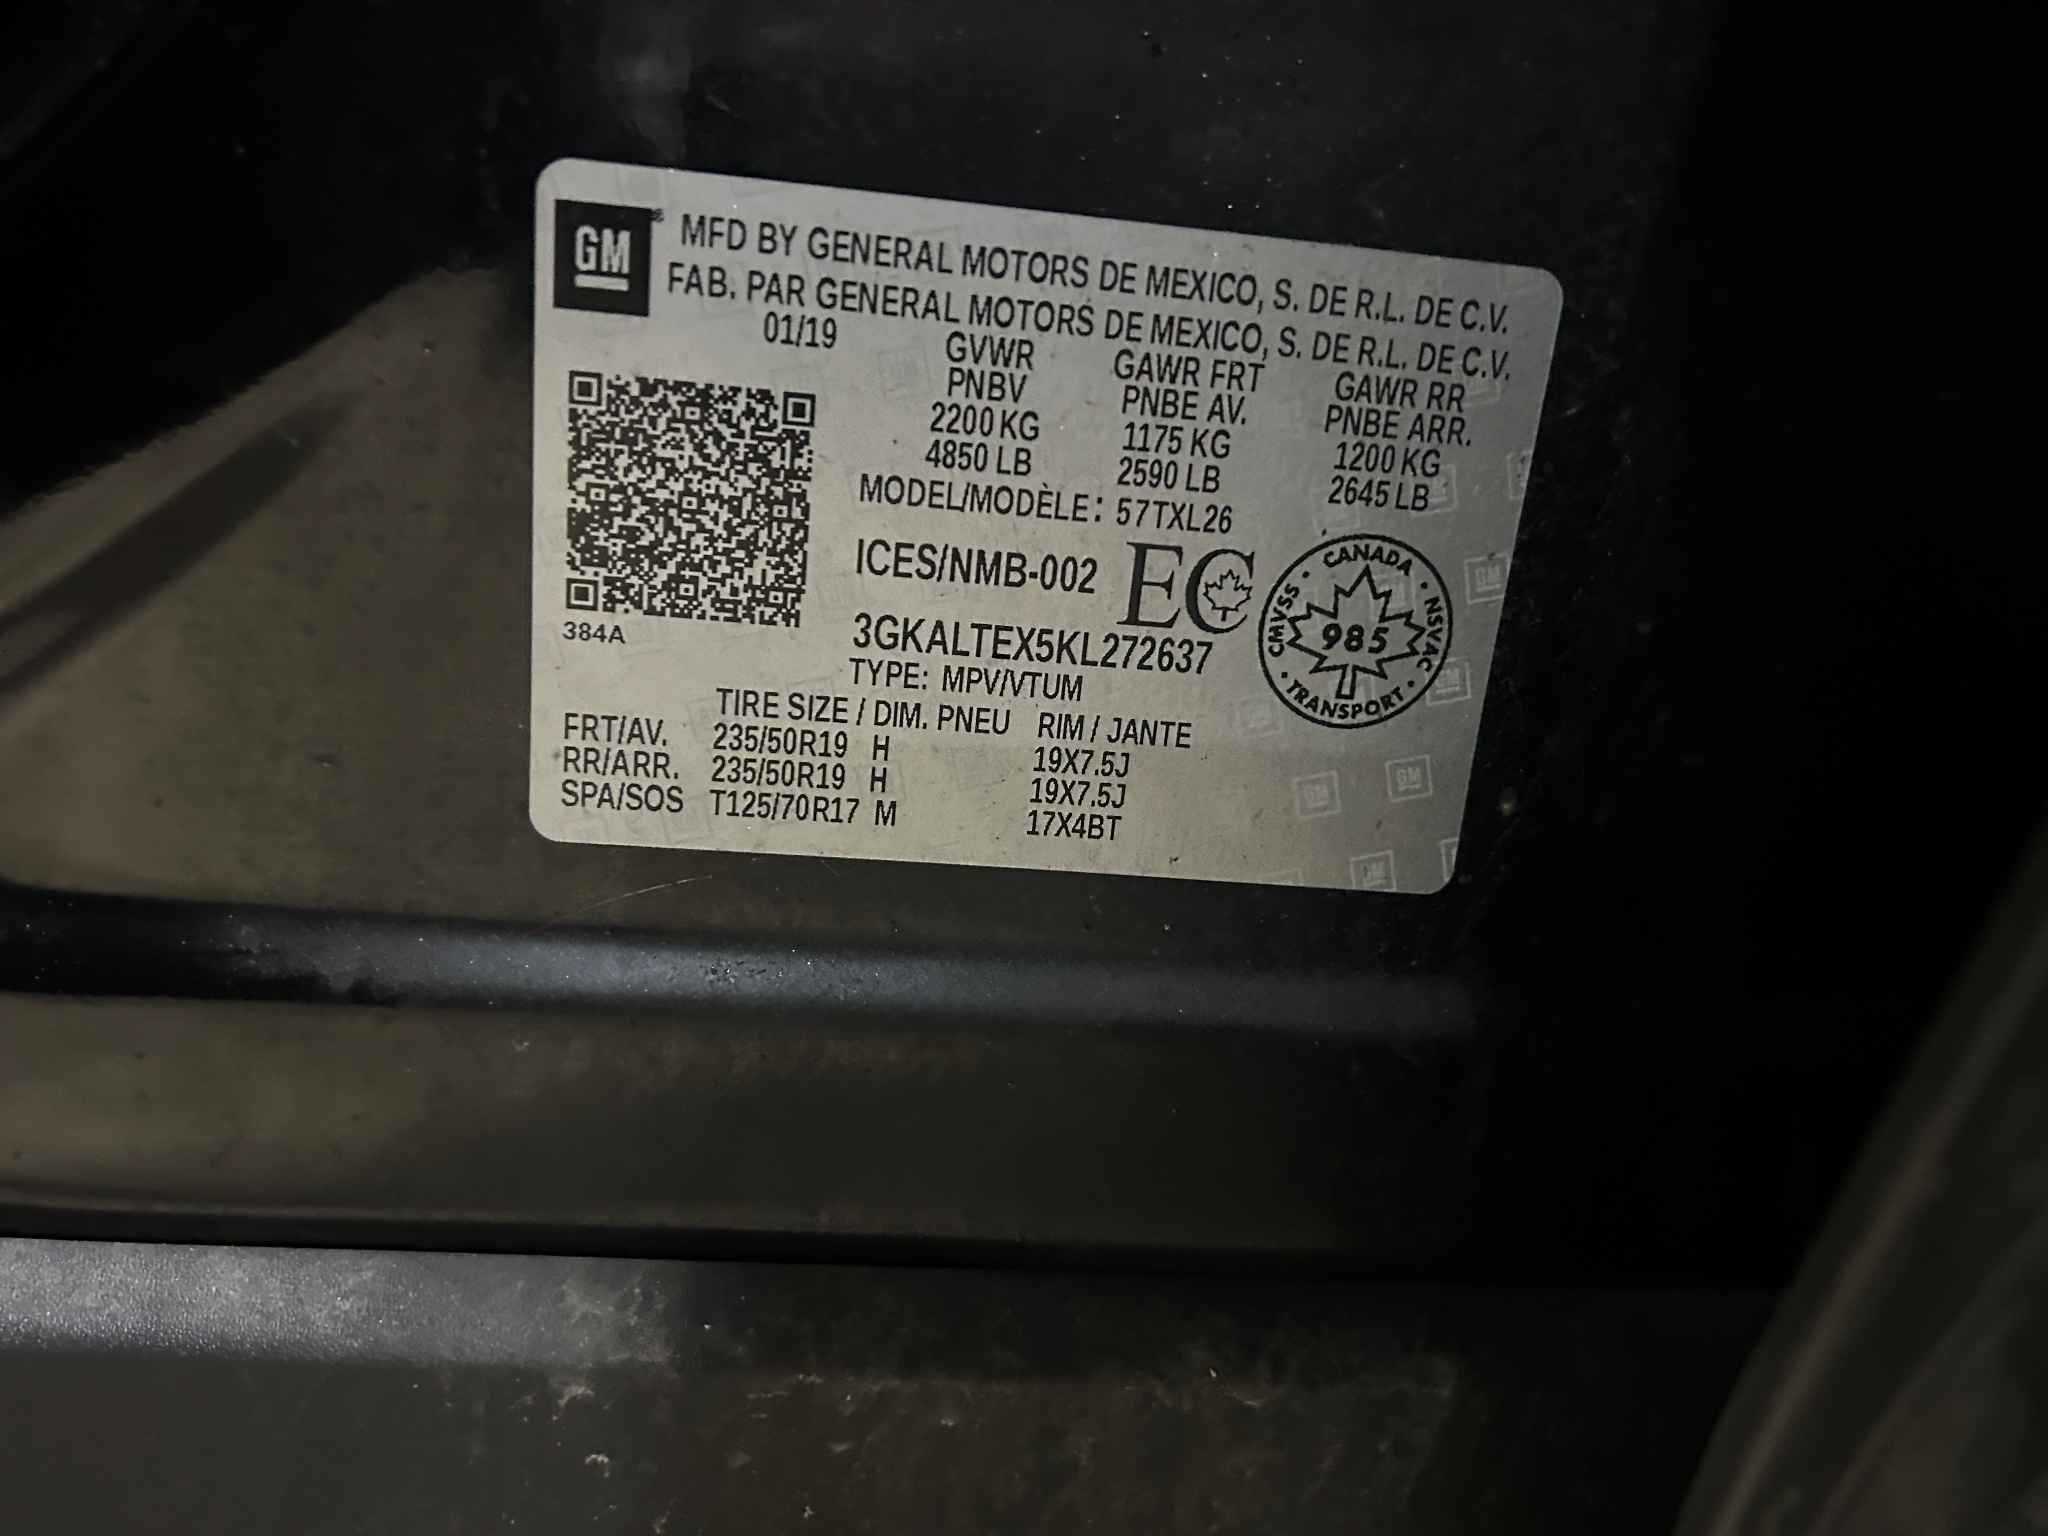 GM
MFD BY GENERAL MOTORS DE MEXICO, S. DE R.L. DE C.V.
FAB. PAR GENERAL MOTORS DE MEXICO, S. DE R.L. DE C.V.
01/19 GVWR GAWR FRT GAWR RR
PNBV PNBE AV. PNBE ARR.
2200 KG 1175 KG 1200 KG
4850 LB 2590 LB 2645 LB
MODEL/MODÈLE: 57TXL26
ICES/NMB-002 EC
CANADA
CMVSS 985 NSVAC
TRANSPORT
384A
3GKALTEX5KL272637
TYPE: MPV/VTUM
TIRE SIZE / DIM. PNEU RIM / JANTE
FRT/AV. 235/50R19 H 19X7.5J
RR/ARR. 235/50R19 H 19X7.5J
SPA/SOS T125/70R17 M 17X4BT